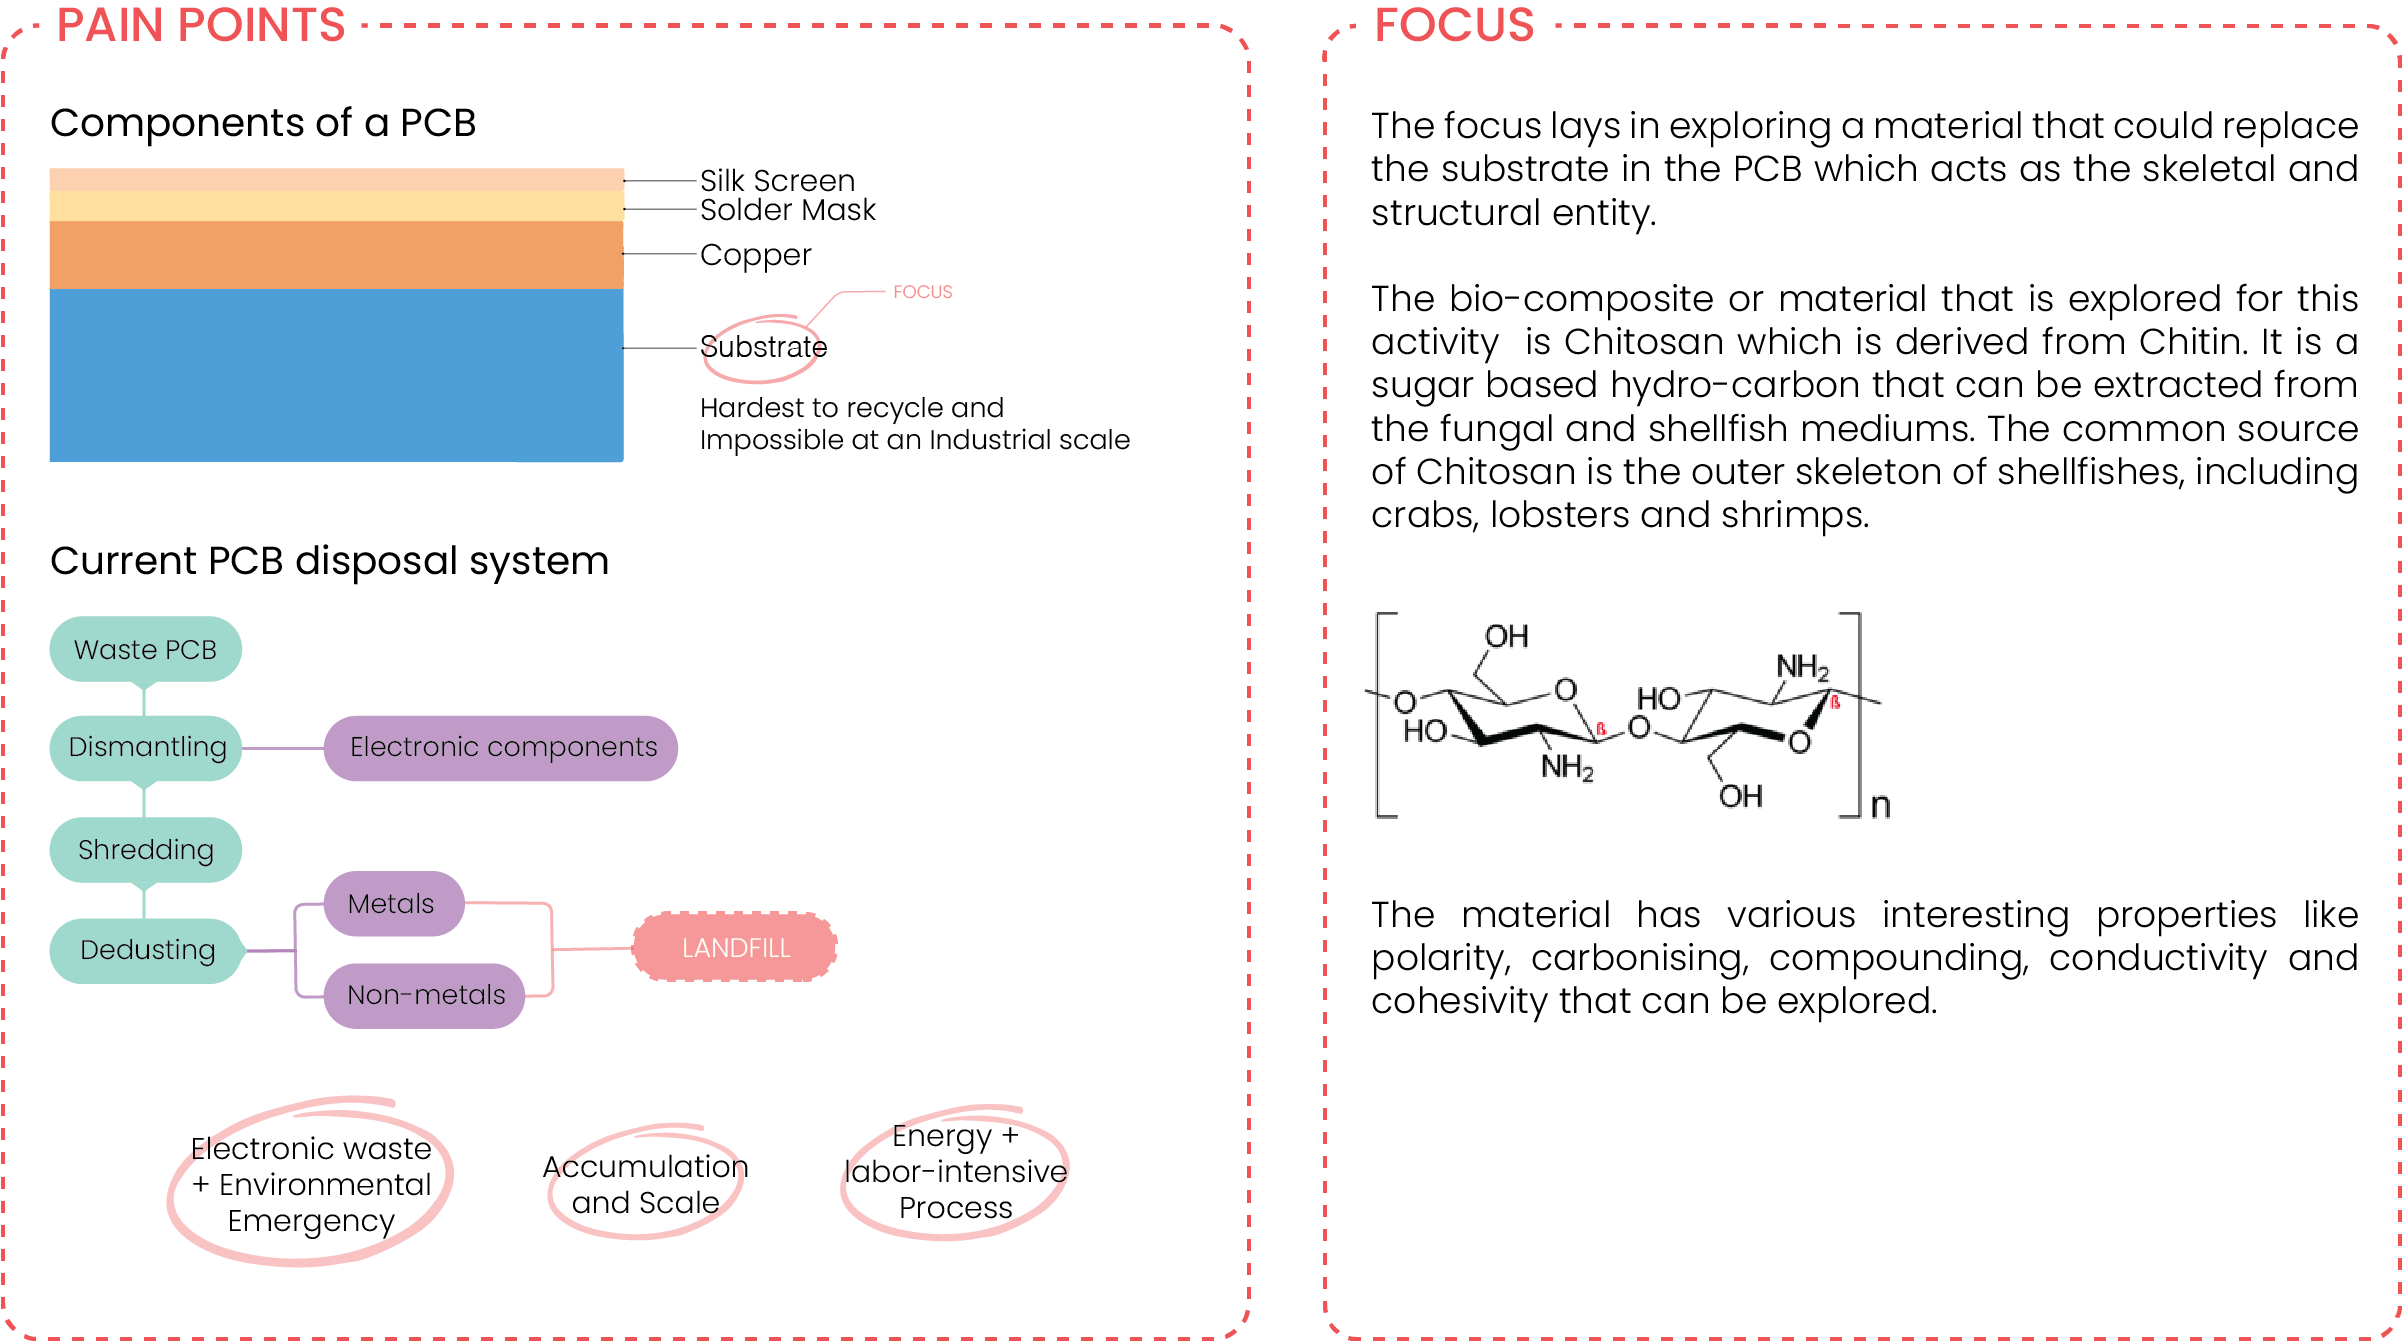 PAIN POINTS
Components of a PCB
Silk Screen
Solder Mask
Copper
FOCUS
Substrate
Hardest to recycle and
Impossible at an Industrial scale
Current PCB disposal system
Waste PCB
Dismantling
Electronic components
Shredding
Metals
Dedusting
LANDFILL
Non-metals
Electronic waste
+ Environmental
Emergency
Accumulation
and Scale
Energy +
labor-intensive
Process
FOCUS
The focus lays in exploring a material that could replace
the substrate in the PCB which acts as the skeletal and
structural entity.
The bio-composite or material that is explored for this
activity is Chitosan which is derived from Chitin. It is a
sugar based hydro-carbon that can be extracted from
the fungal and shellfish mediums. The common source
of Chitosan is the outer skeleton of shellfishes, including
crabs, lobsters and shrimps.
OH
NH2
O
HO
ß
O
HO
ß
O
O
NH2
OH
n
The material has various interesting properties like
polarity, carbonising, compounding, conductivity and
cohesivity that can be explored.